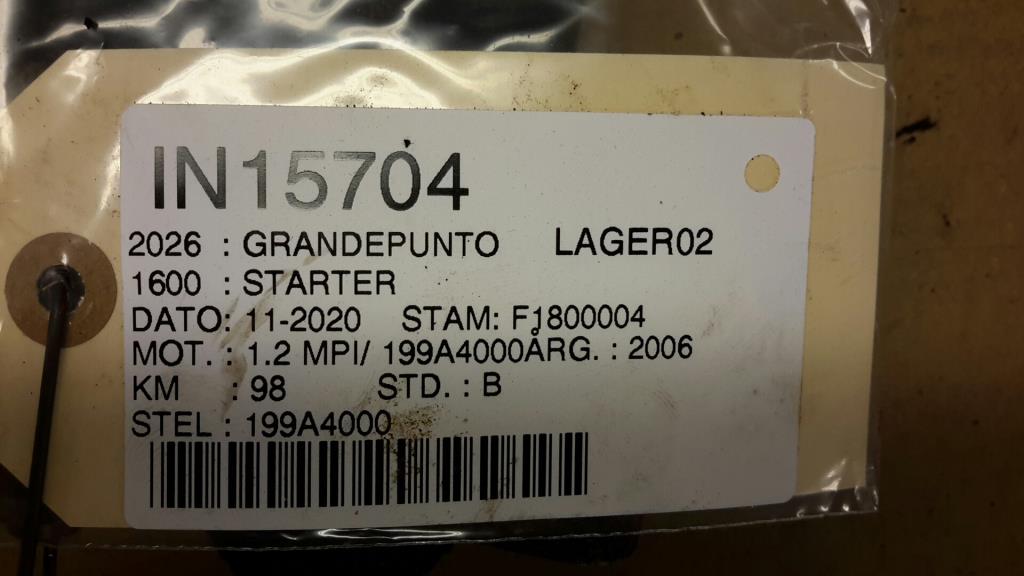 IN15704
2026 : GRANDEPUNTO LAGER02
1600 : STARTER
DATO: 11-2020 STAM: F1800004
MOT. : 1.2 MPI/ 199A4000ÅRG. : 2006
KM : 98 STD. : B
STEL : 199A4000